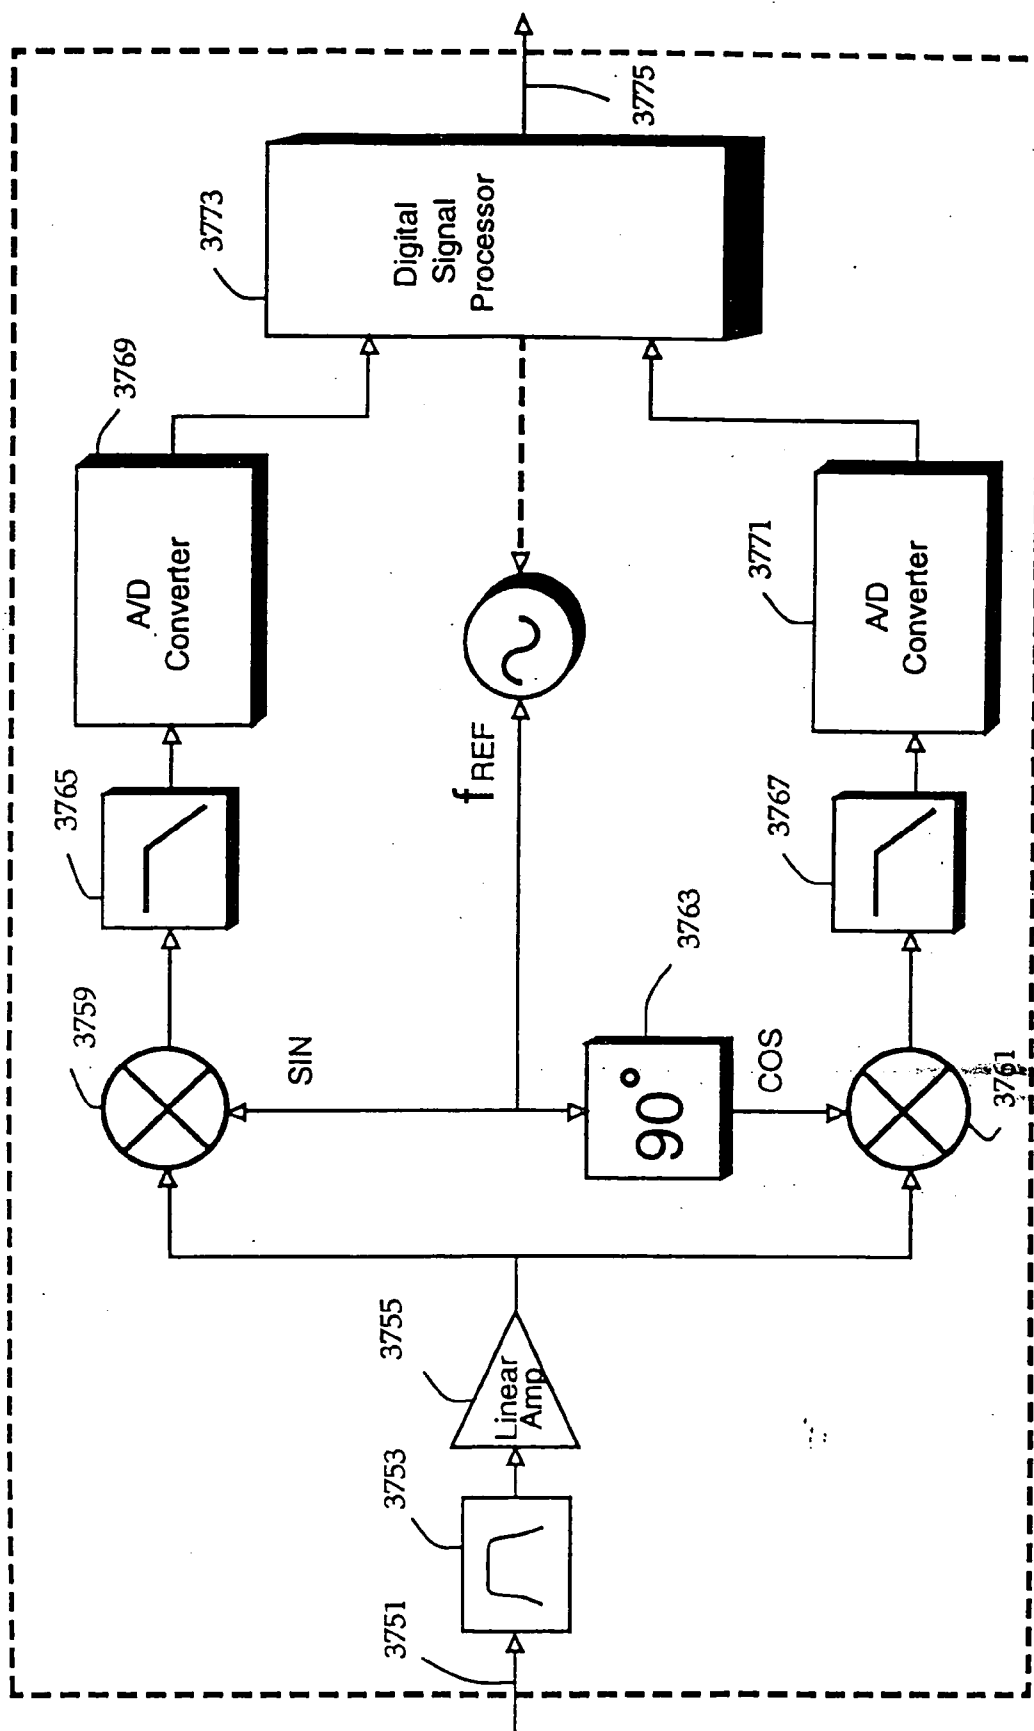 3773
3775
Digital
Signal
Processor
3769
A/D
Converter
3771
A/D
Converter
3765
f REF
3767
3759
SIN
3763
90°
COS
3761
3755
Linear
Amp
3753
3751